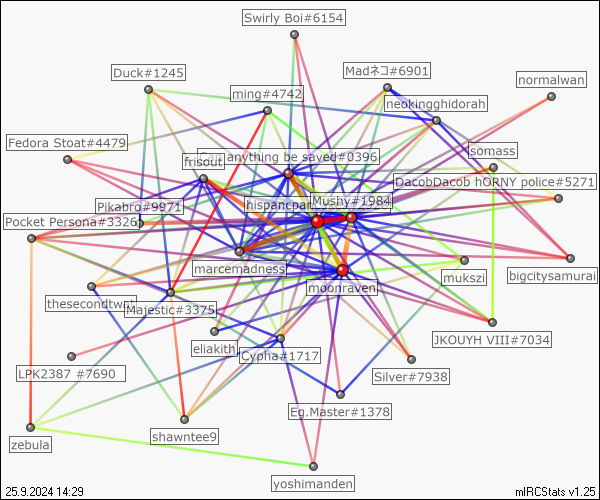 Swirly Boi#6154
Duck#1245
Madネコ#6901
normalwan
ming#4742
neokingghidorah
Fedora Stoat#4479
somass
friscut
anything be saved#0396
DacobDacob hORNY police#5271
Pikabro#9971
hispancpa
Mushy#1984
Pocket Persona#3326
marcemadness
mukszi
bigcitysamurai
moonraven
thesecondtwat
Majestic#3375
eliakith
JKOUYH VIII#7034
Cypha#1717
LPK2387 #7690
Silver#7938
Eg.Master#1378
zebula
shawntee9
yoshimanden
25.9.2024 14:29
mIRCStats v1.25